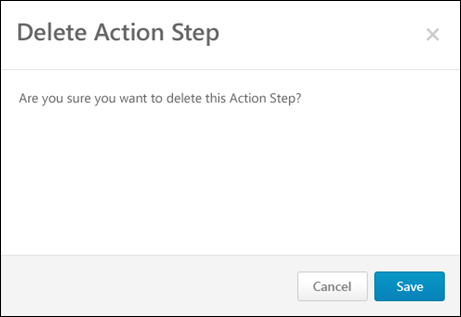 Delete Action Step
Are you sure you want to delete this Action Step?
Cancel
Save